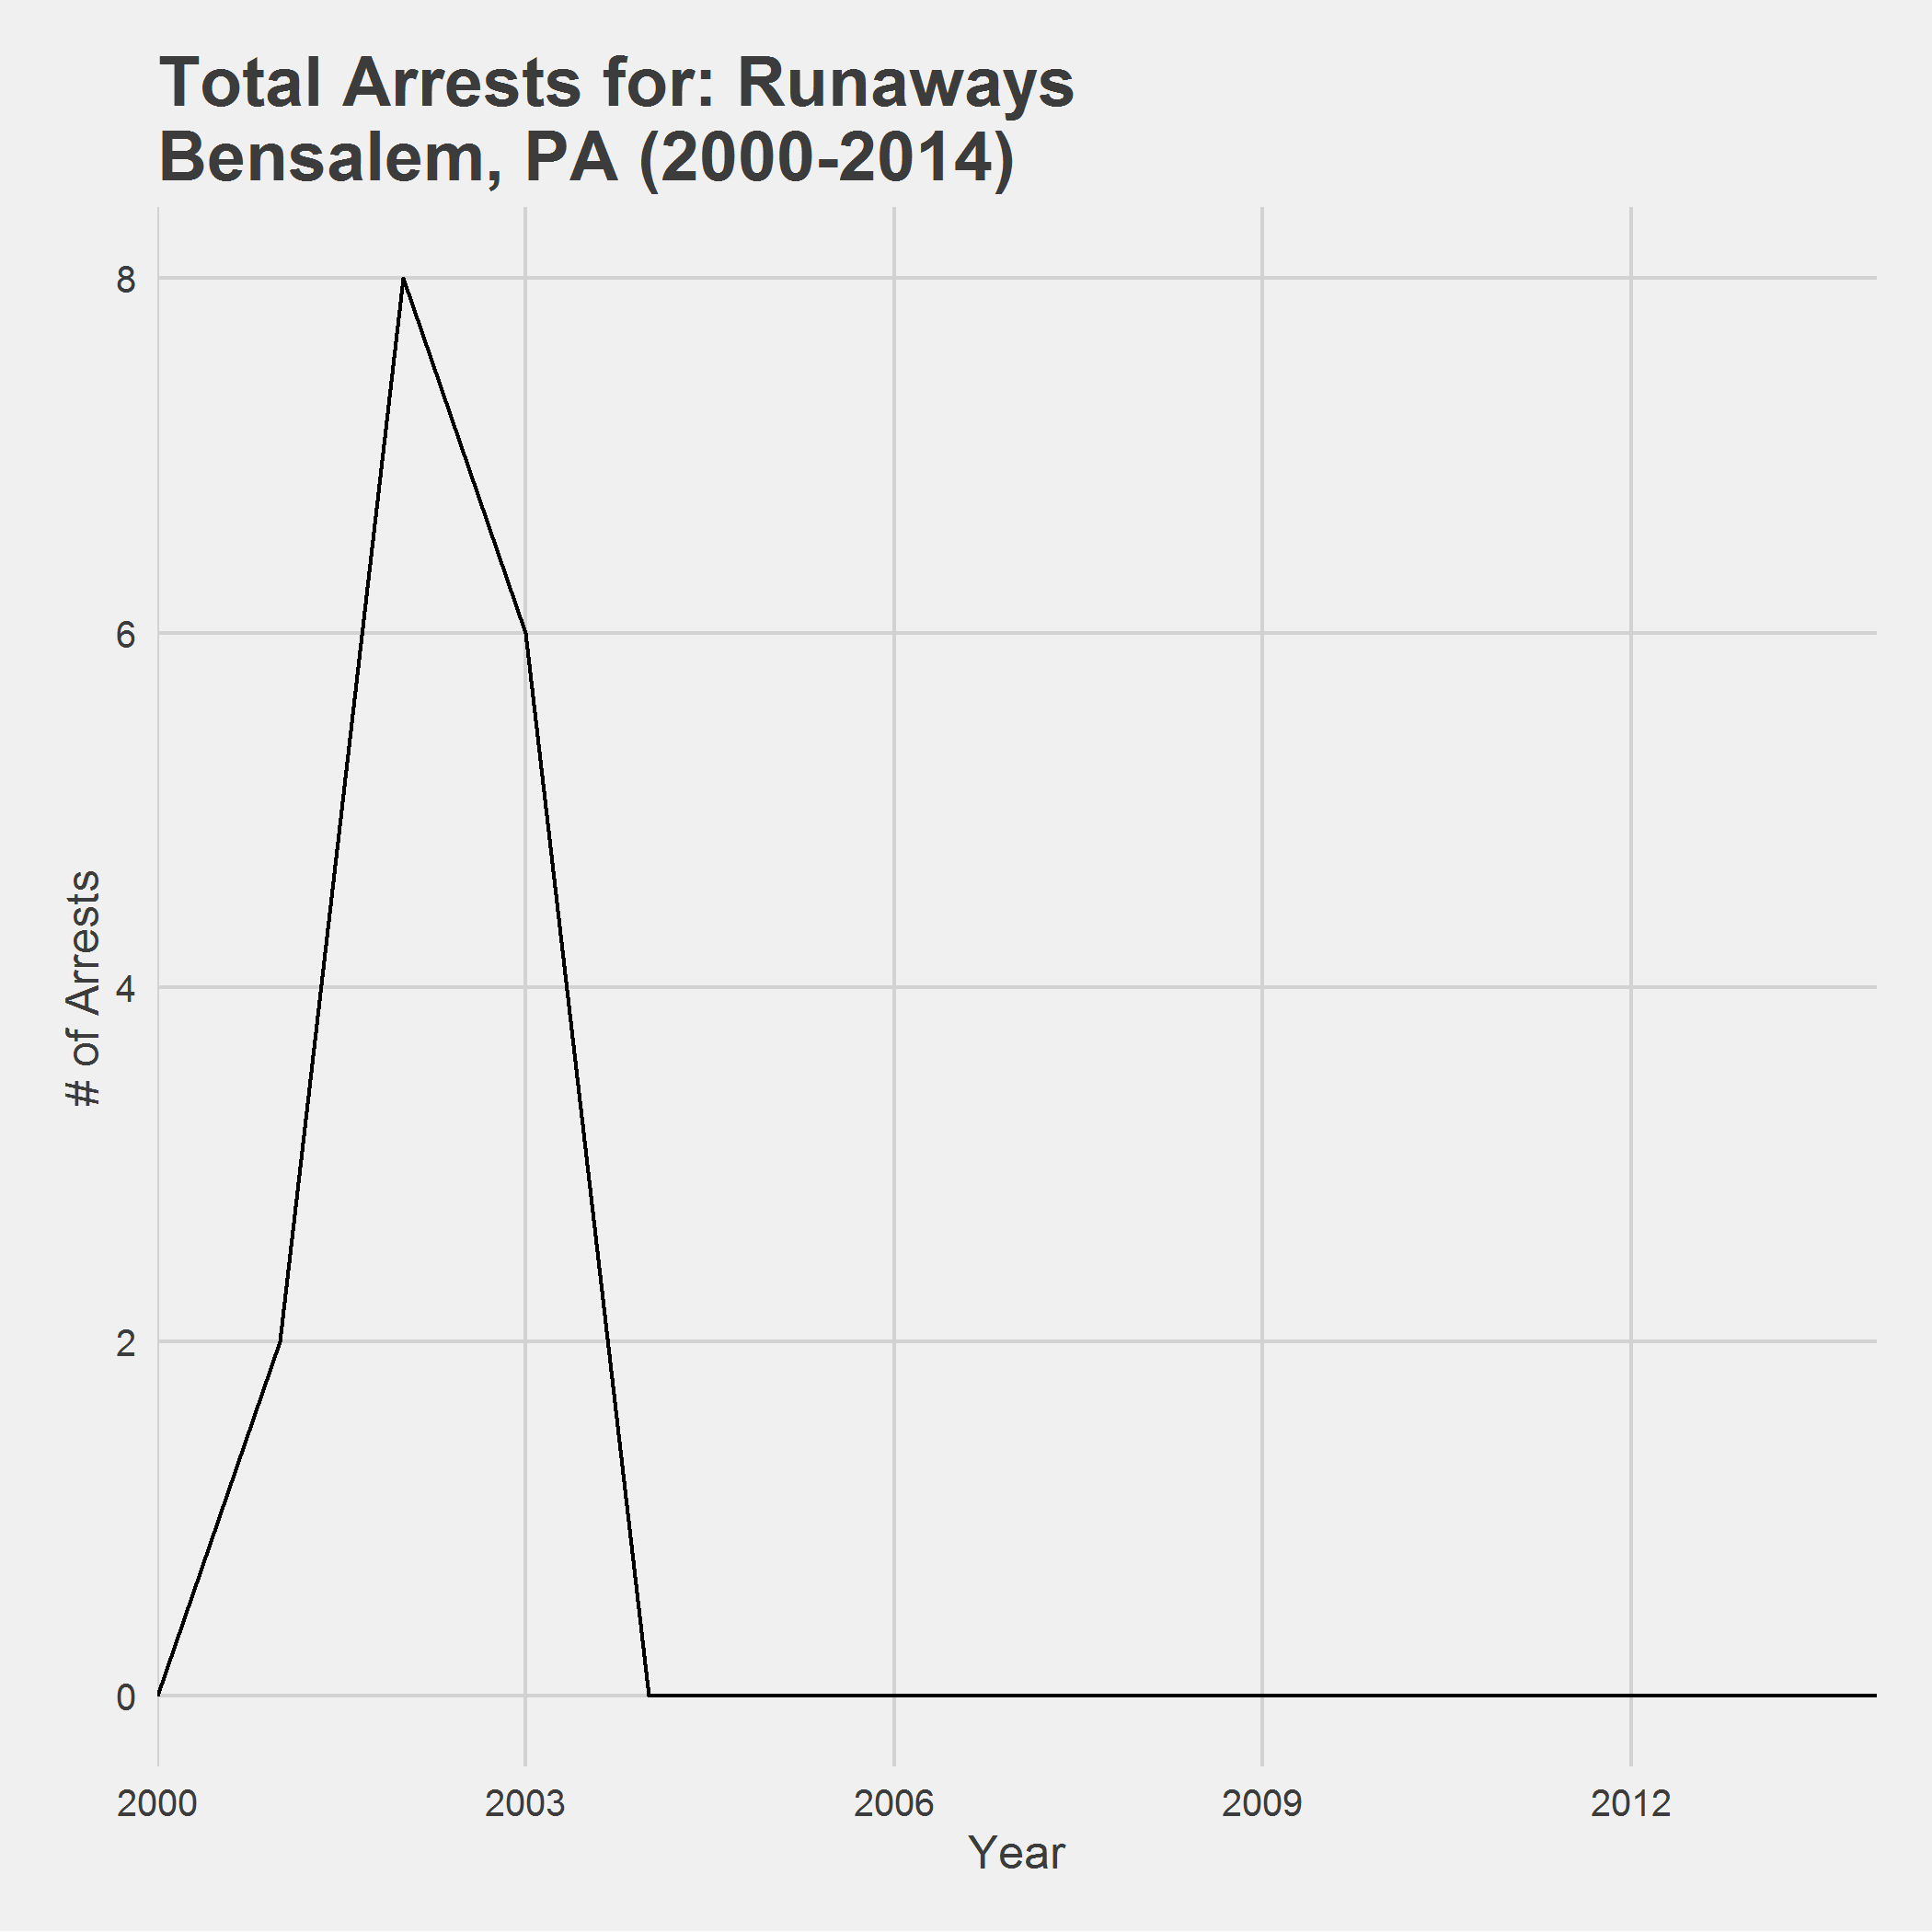 Total Arrests for: Runaways
Bensalem, PA (2000-2014)
8
6
4
2
0
# of Arrests
2000 2003 2006 2009 2012
Year